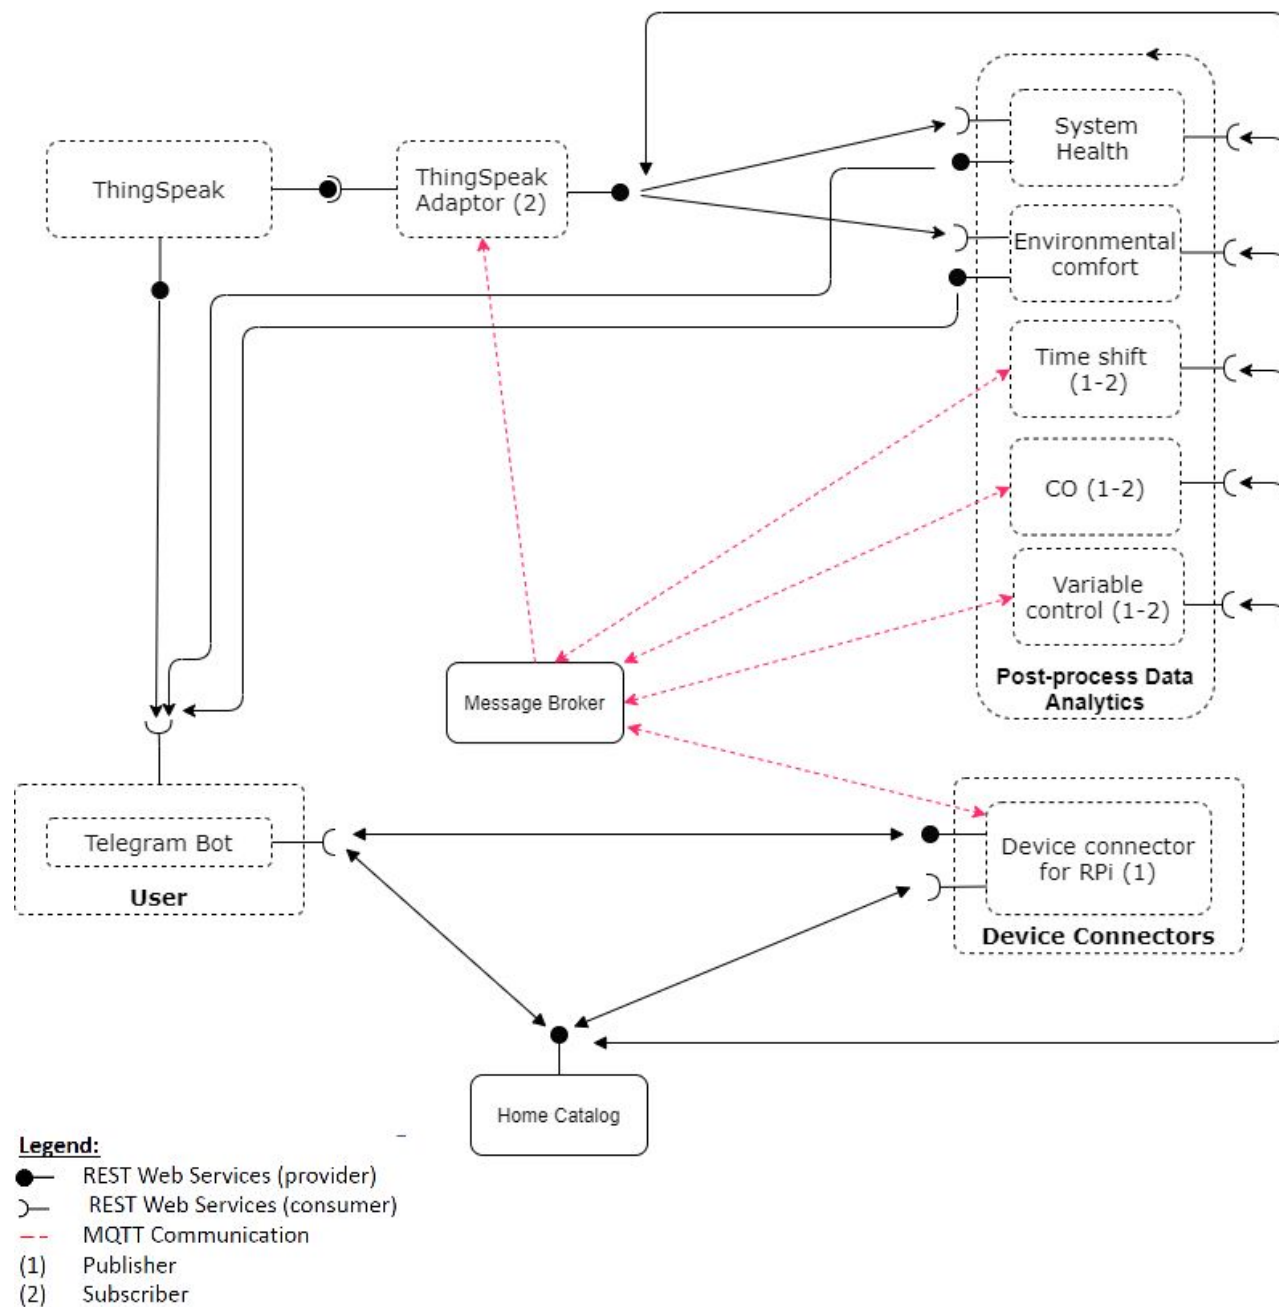 System
Health
ThingSpeak
ThingSpeak
Adaptor (2)
Environmental
comfort
Time shift
(1-2)
CO (1-2)
Variable
control (1-2)
Post-process Data
Analytics
Message Broker
Telegram Bot
User
Device connector
for RPi (1)
Device Connectors
Home Catalog
Legend:
REST Web Services (provider)
REST Web Services (consumer)
MQTT Communication
(1) Publisher
(2) Subscriber